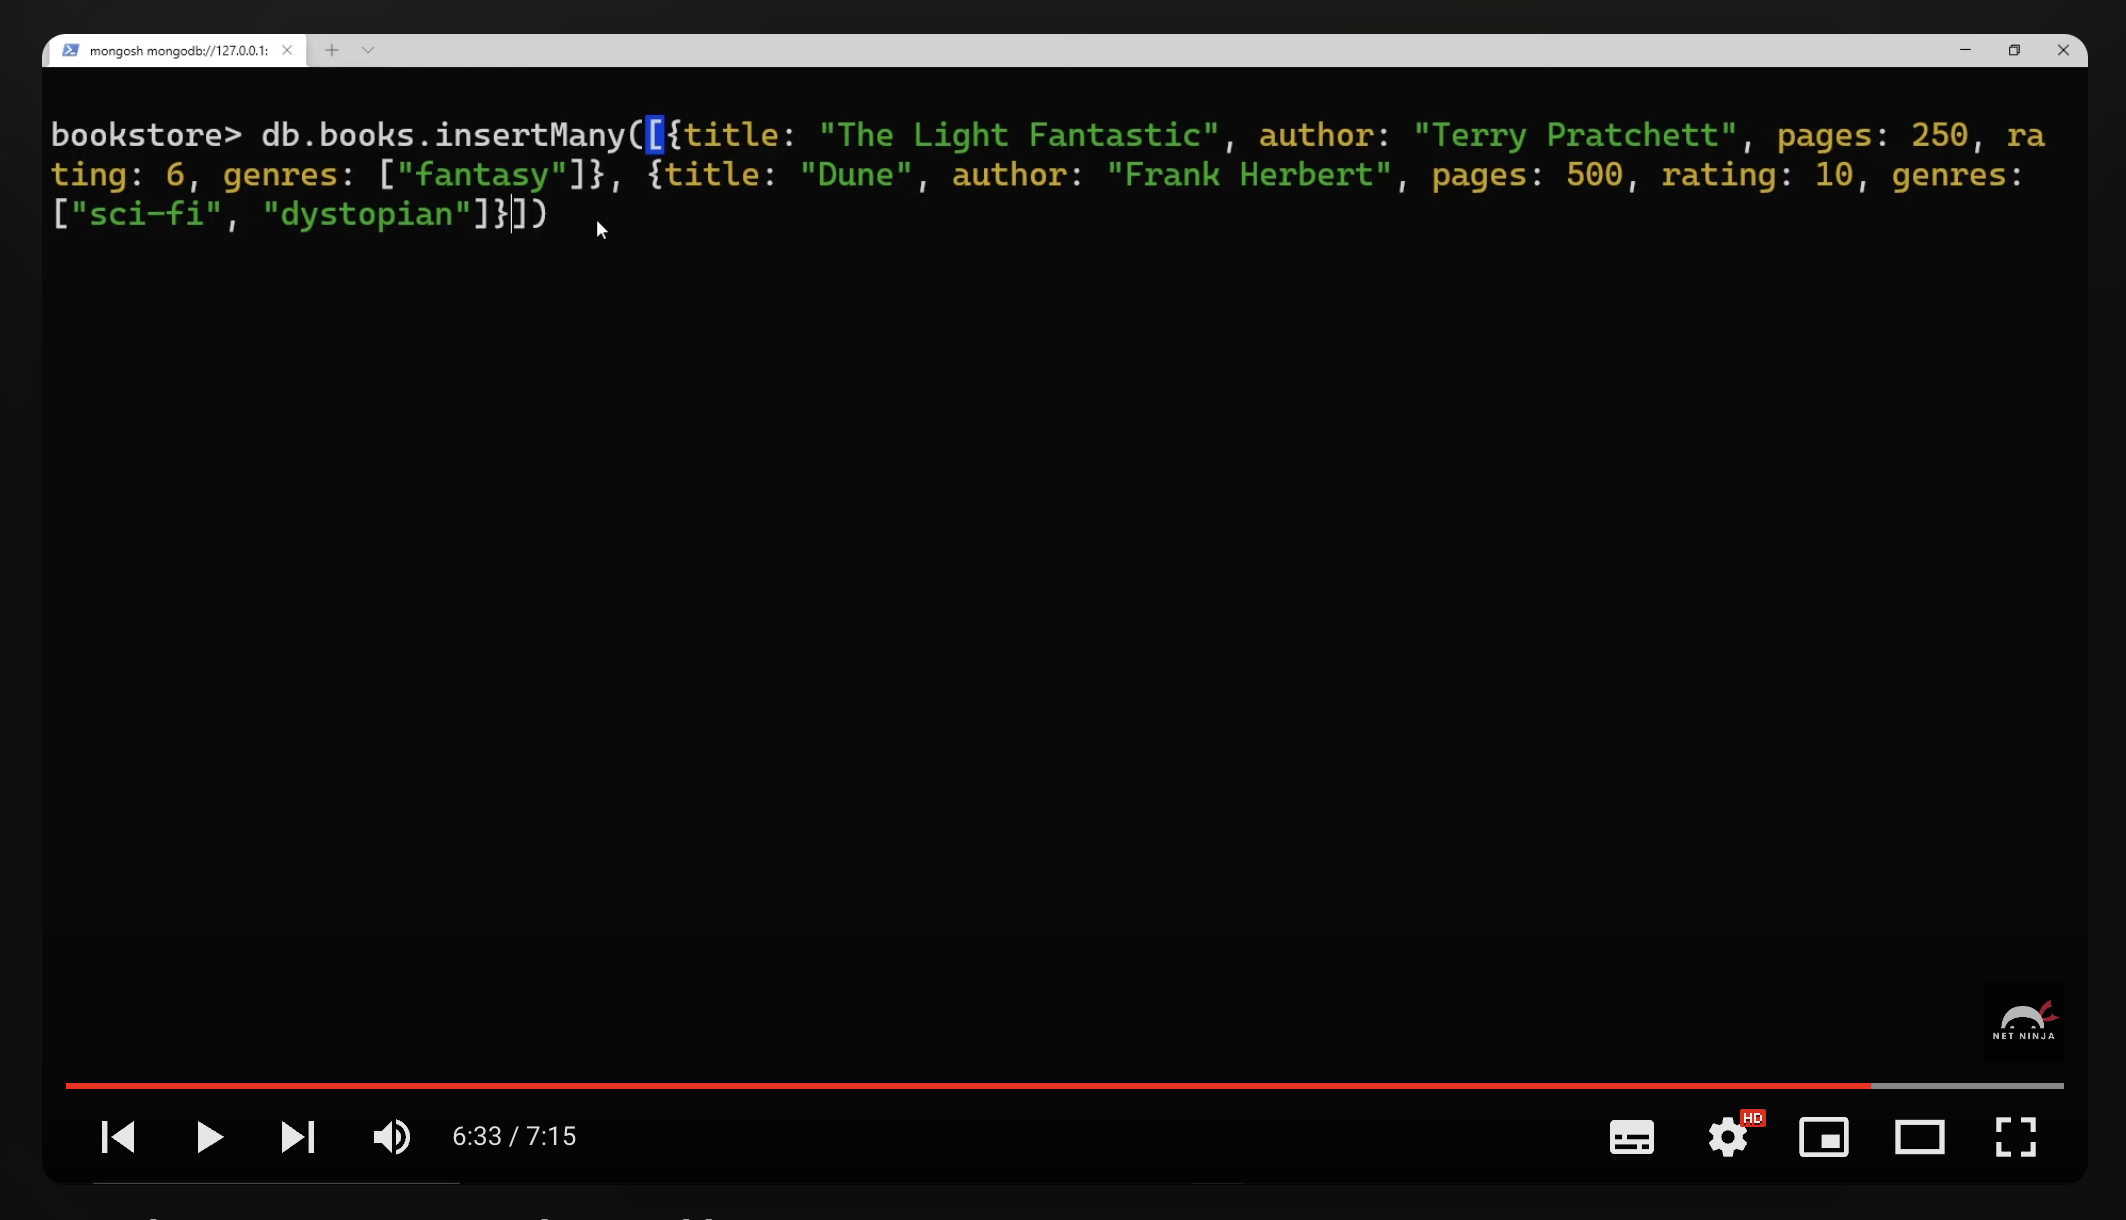 mongosh mongodb://127.0.0.1:
bookstore> db.books.insertMany([{title: "The Light Fantastic", author: "Terry Pratchett", pages: 250, ra
ting: 6, genres: ["fantasy"]}, {title: "Dune", author: "Frank Herbert", pages: 500, rating: 10, genres:
["sci-fi", "dystopian"]}])
NET NINJA
6:33 / 7:15
HD